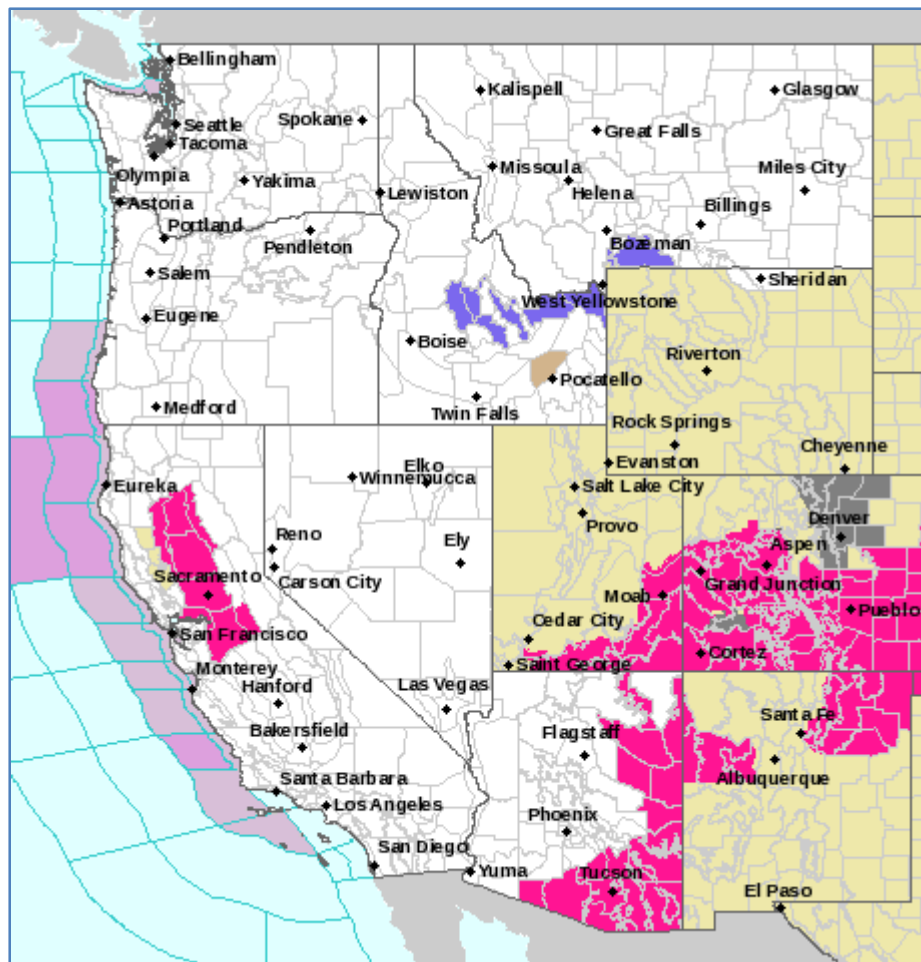 Bellingham
Kalispell
Glasgow
Spokane
Seattle
Great Falls
Tacoma
Missoula
Miles City
Olympia
Yakima
Lewiston
Helena
Astoria
Billings
Portland
Pendleton
Bozeman
Salem
Sheridan
West Yellowstone
Eugene
Boise
Riverton
Pocatello
Medford
Twin Falls
Rock Springs
Cheyenne
Elko
Evanston
Winnemucca
Eureka
Salt Lake City
Provo
Denver
Reno
Ely
Aspen
Sacramento
Carson City
Grand Junction
Moab
Pueblo
Cedar City
San Francisco
Cortez
Saint George
Monterey
Las Vegas
Hanford
Santa Fe
Bakersfield
Flagstaff
Albuquerque
Santa Barbara
Los Angeles
Phoenix
San Diego
Yuma
Tucson
El Paso